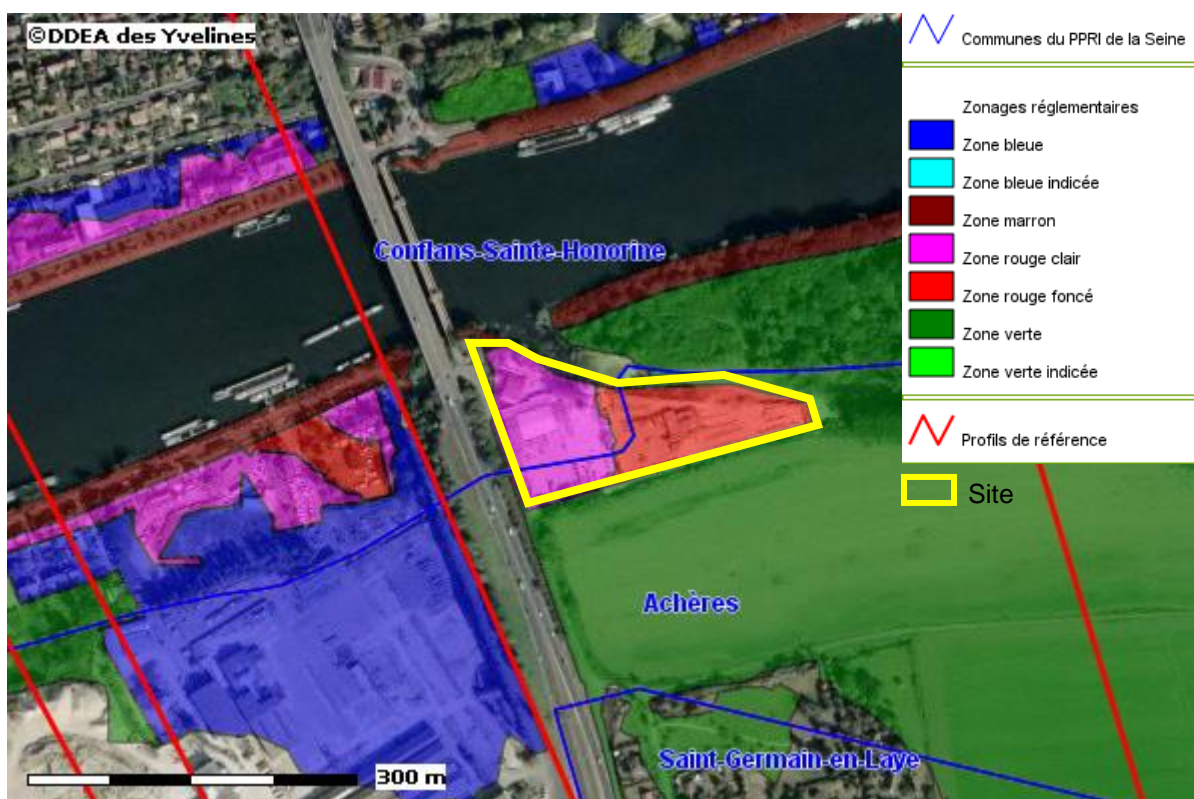 ©DDEA des Yvelines
Conflans-Sainte-Honorine
Achères
Saint-Germain-en-Laye
300 m
Communes du PPRI de la Seine
Zonages réglementaires
Zone bleue
Zone bleue indicée
Zone marron
Zone rouge clair
Zone rouge foncé
Zone verte
Zone verte indicée
Profils de référence
Site